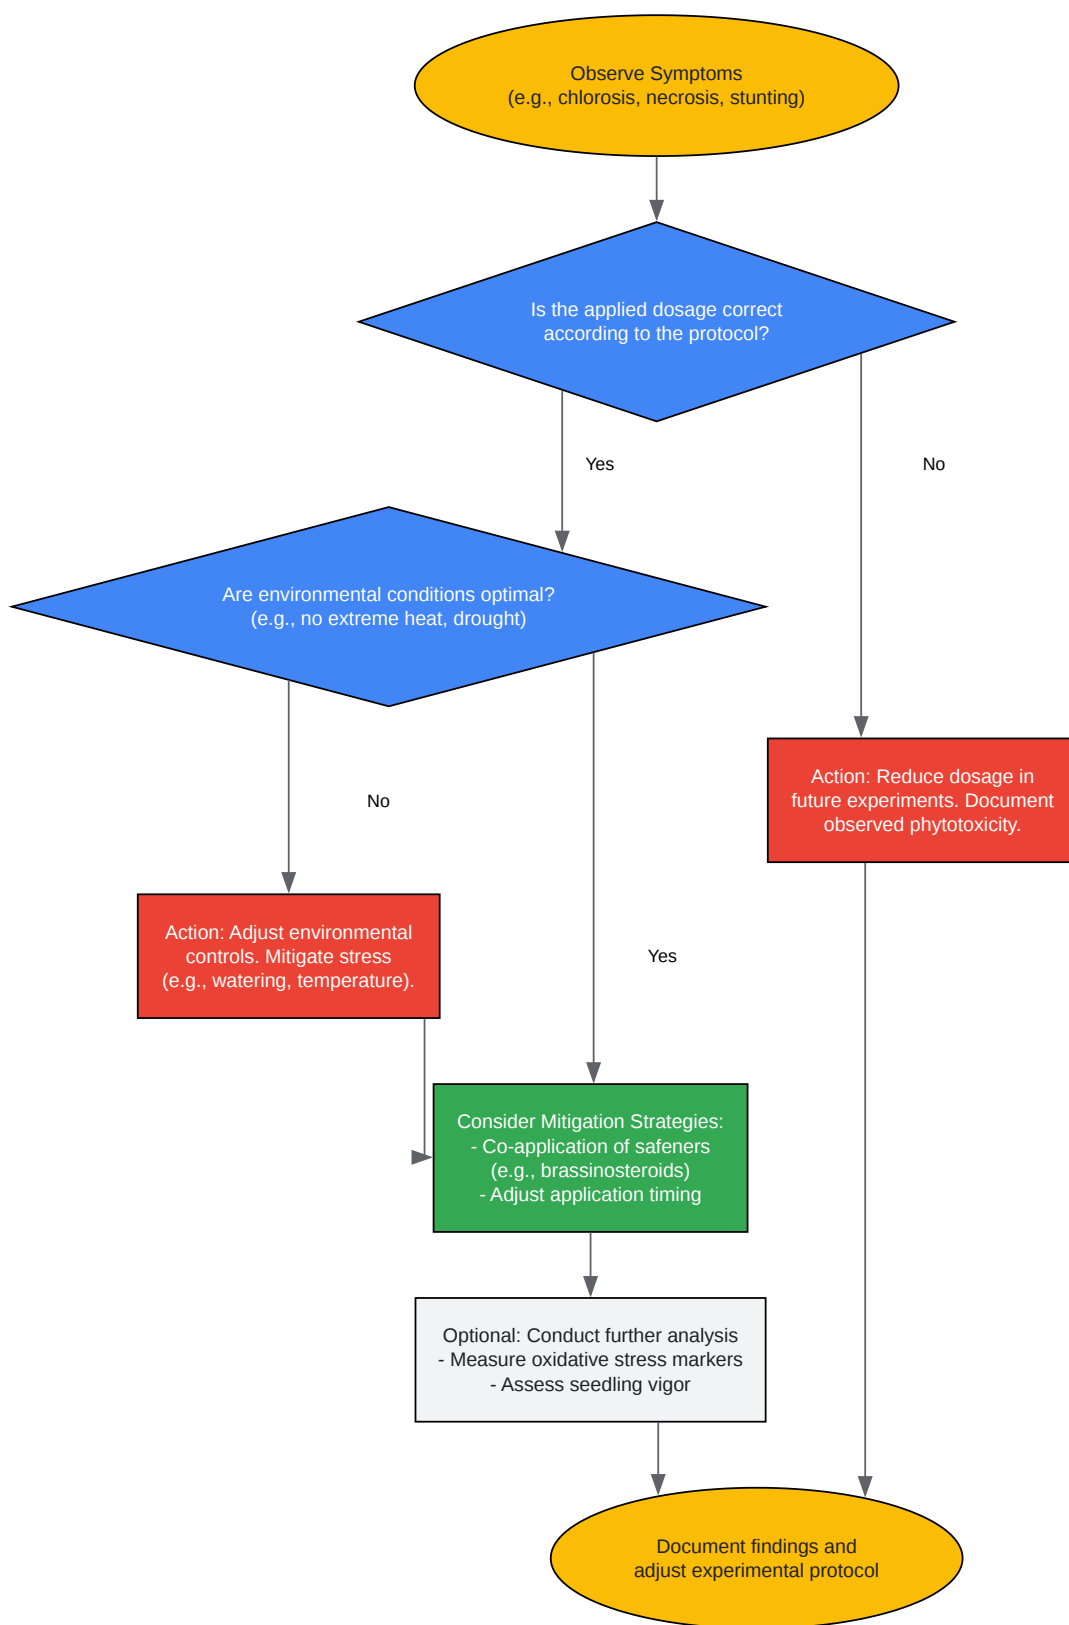 Observe Symptoms
(e.g., chlorosis, necrosis, stunting)
Is the applied dosage correct
according to the protocol?
Yes
No
Are environmental conditions optimal?
(e.g., no extreme heat, drought)
Action: Reduce dosage in
future experiments. Document
observed phytotoxicity.
No
Action: Adjust environmental
controls. Mitigate stress
(e.g., watering, temperature).
Yes
Consider Mitigation Strategies:
- Co-application of safeners
(e.g., brassinosteroids)
- Adjust application timing
Optional: Conduct further analysis
- Measure oxidative stress markers
- Assess seedling vigor
Document findings and
adjust experimental protocol